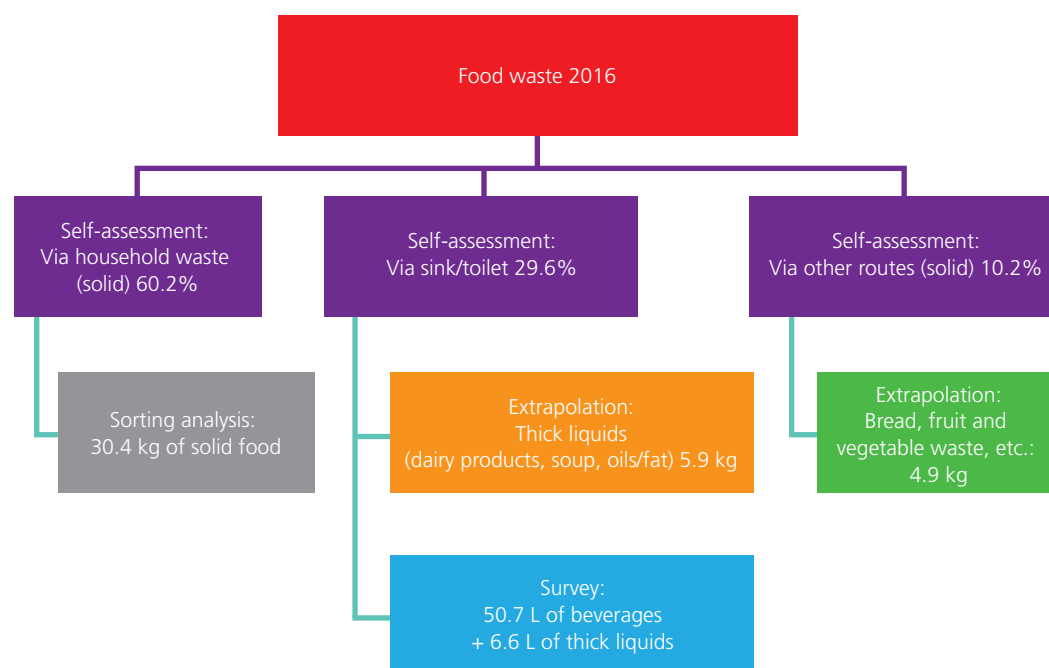 Food waste 2016
Self-assessment:
Via household waste
(solid) 60.2%
Self-assessment:
Via sink/toilet 29.6%
Self-assessment:
Via other routes (solid) 10.2%
Sorting analysis:
30.4 kg of solid food
Extrapolation:
Thick liquids
(dairy products, soup, oils/fat) 5.9 kg
Extrapolation:
Bread, fruit and
vegetable waste, etc.:
4.9 kg
Survey:
50.7 L of beverages
+ 6.6 L of thick liquids